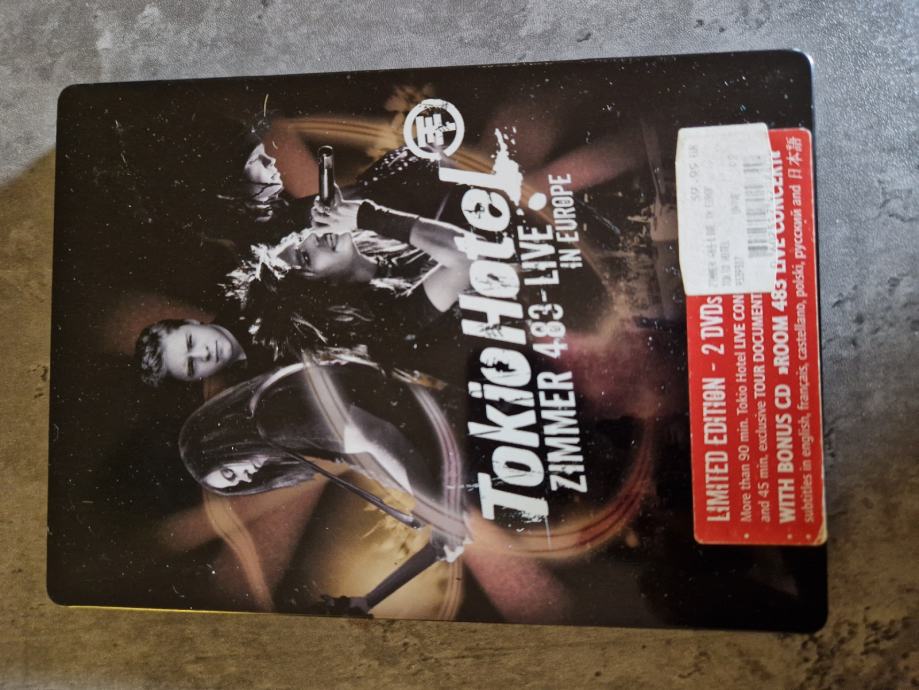 Tokio Hotel
ZIMMER 483 - LIVE
IN EUROPE
LIMITED EDITION - 2 DVDs
• More than 90 min. Tokio Hotel LIVE CON
and 45 min. exclusive TOUR DOCUMENT
WITH BONUS CD »ROOM 483 LIVE CONCERT«
• subtitles in english, français, castellano, polski, русский and 日本語
TOKIO HOTEL